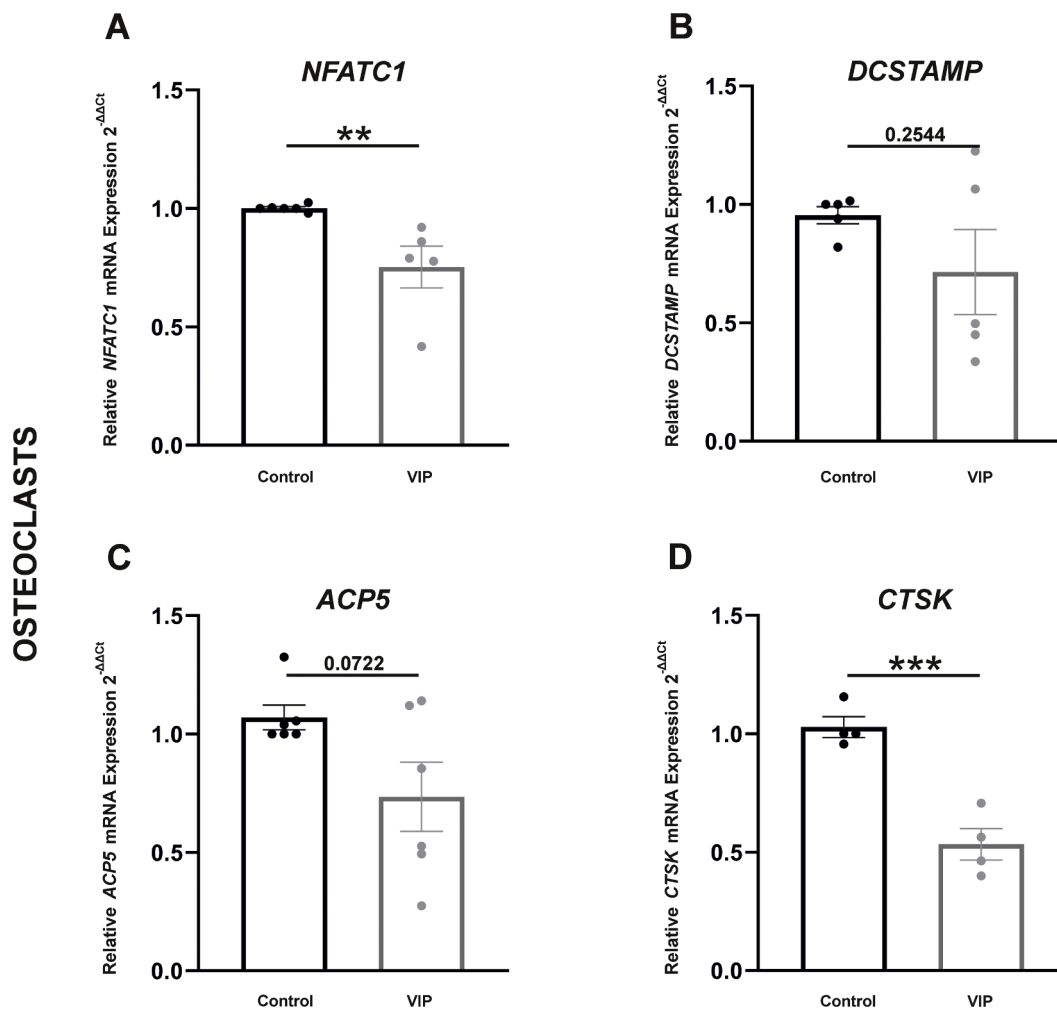 OSTEOCLASTS
A
NFATC1
Relative NFATC1 mRNA Expression 2^-ΔΔCt
1.5
1.0
0.5
0.0
**
Control
VIP
B
DCSTAMP
Relative DCSTAMP mRNA Expression 2^-ΔΔCt
1.5
1.0
0.5
0.0
0.2544
Control
VIP
C
ACP5
Relative ACP5 mRNA Expression 2^-ΔΔCt
1.5
1.0
0.5
0.0
0.0722
Control
VIP
D
CTSK
Relative CTSK mRNA Expression 2^-ΔΔCt
1.5
1.0
0.5
0.0
***
Control
VIP